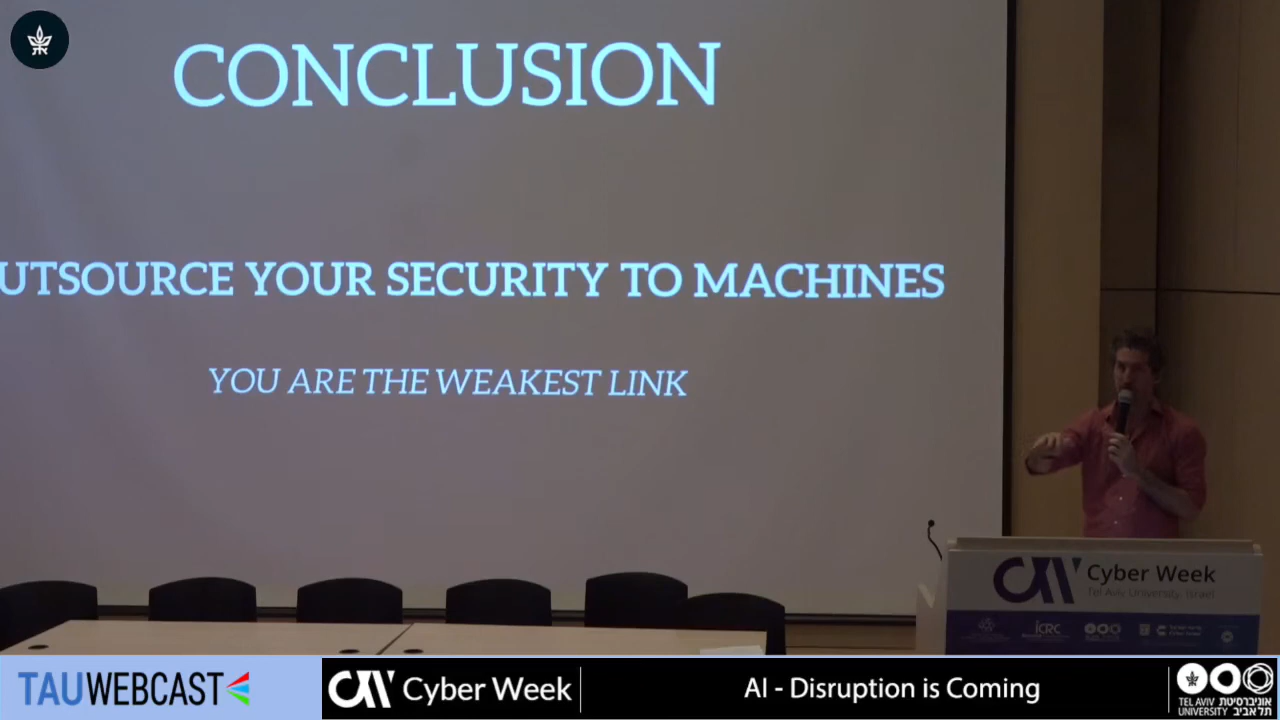 CONCLUSION
UTSOURCE YOUR SECURITY TO MACHINES
YOU ARE THE WEAKEST LINK
Cyber Week
Tel Aviv University, Israel
ICRC
TAUWEBCAST
Cyber Week
AI - Disruption is Coming
TEL AVIV אוניברסיטת
UNIVERSITY תל אביב